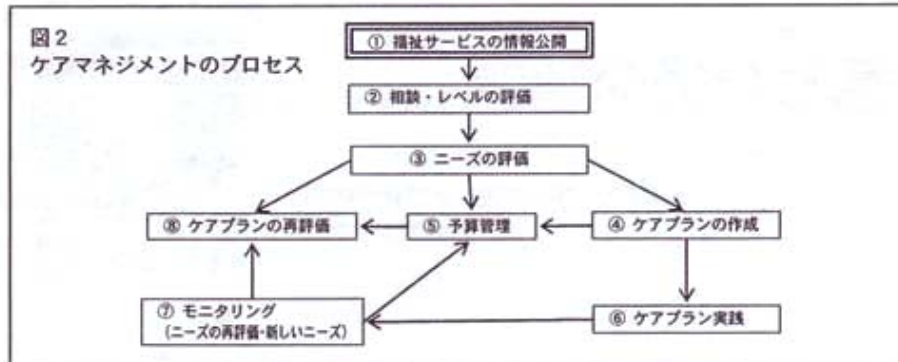 図2
ケアマネジメントのプロセス
① 福祉サービスの情報公開
② 相談・レベルの評価
③ ニーズの評価
⑧ ケアプランの再評価
⑤ 予算管理
④ ケアプランの作成
⑦ モニタリング
(ニーズの再評価・新しいニーズ)
⑥ ケアプラン実践